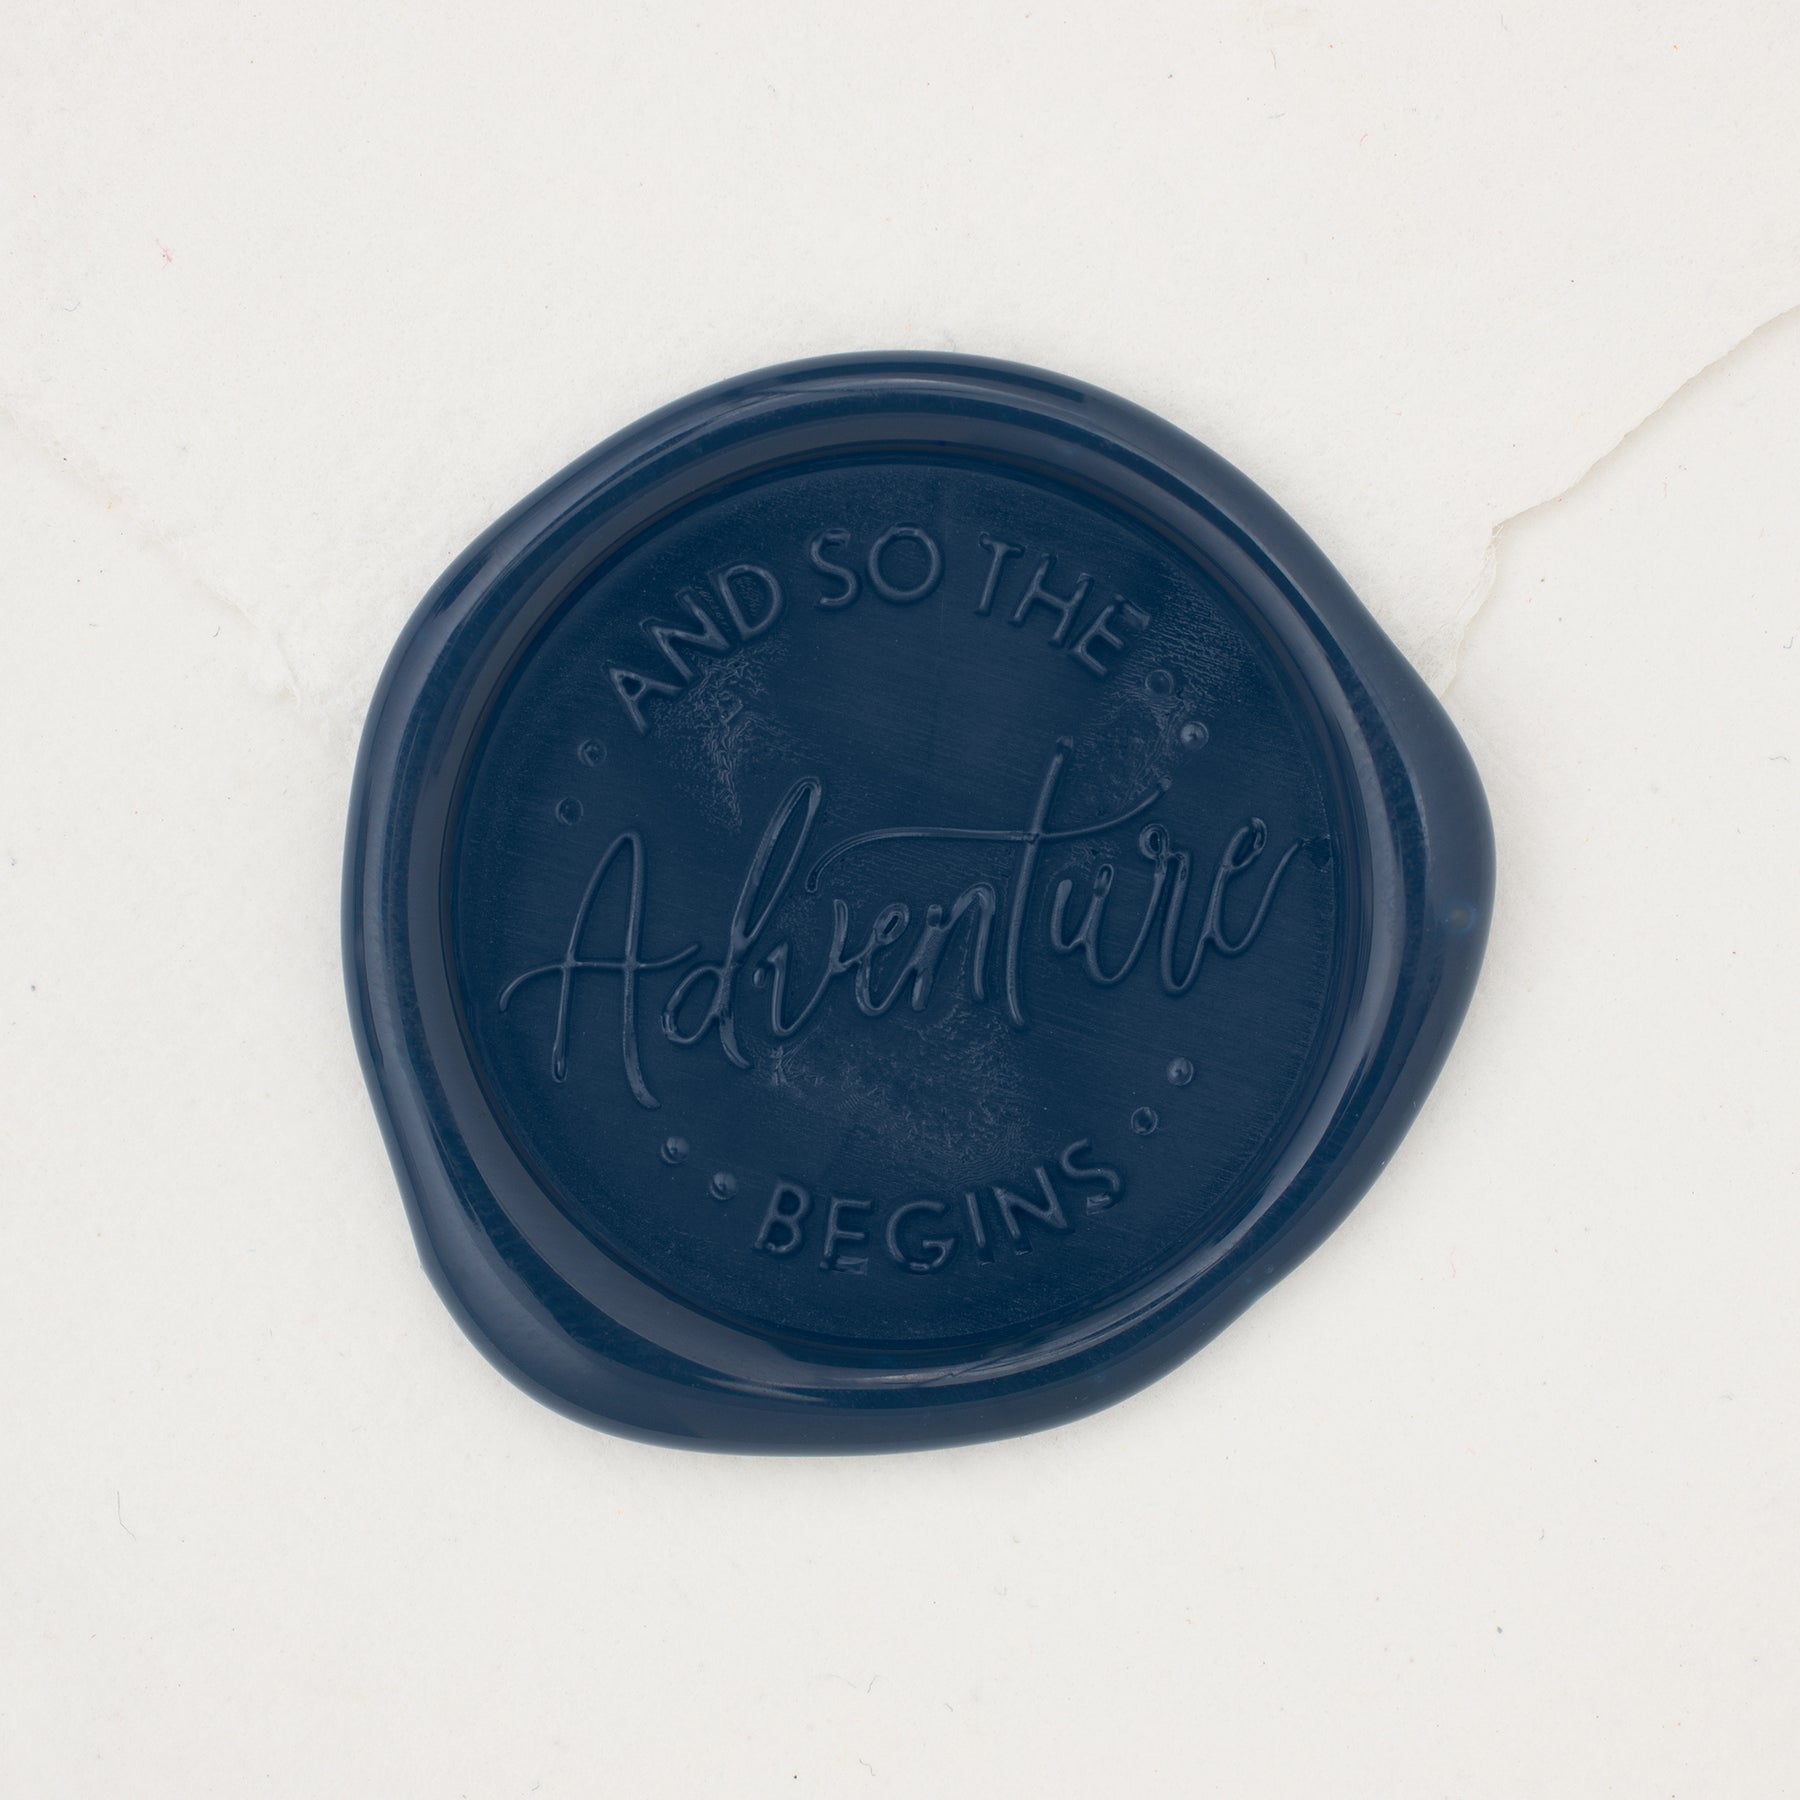 AND SO THE
Adventure
BEGINS